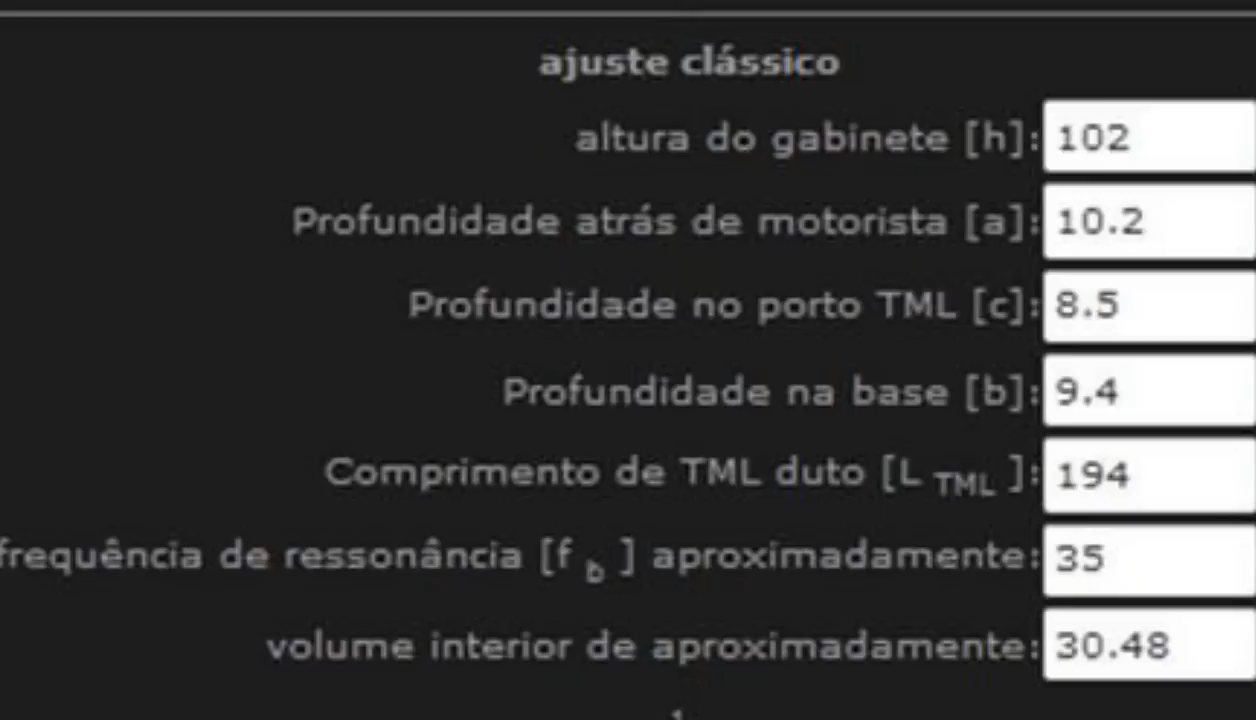 ajuste clássico
altura do gabinete [h]: 102
Profundidade atrás de motorista [a]: 10.2
Profundidade no porto TML [c]: 8.5
Profundidade na base [b]: 9.4
Comprimento de TML duto [L TML ]: 194
frequência de ressonância [f b ] aproximadamente: 35
volume interior de aproximadamente: 30.48